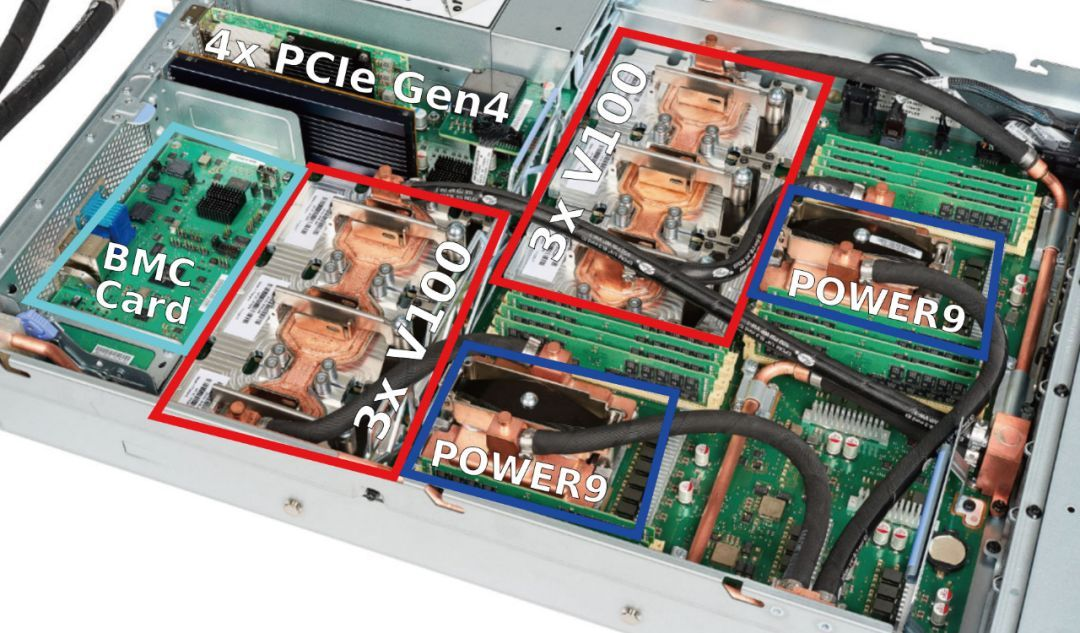 4x PCIe Gen4
3x V100
BMC
Card
3x V100
POWER9
POWER9